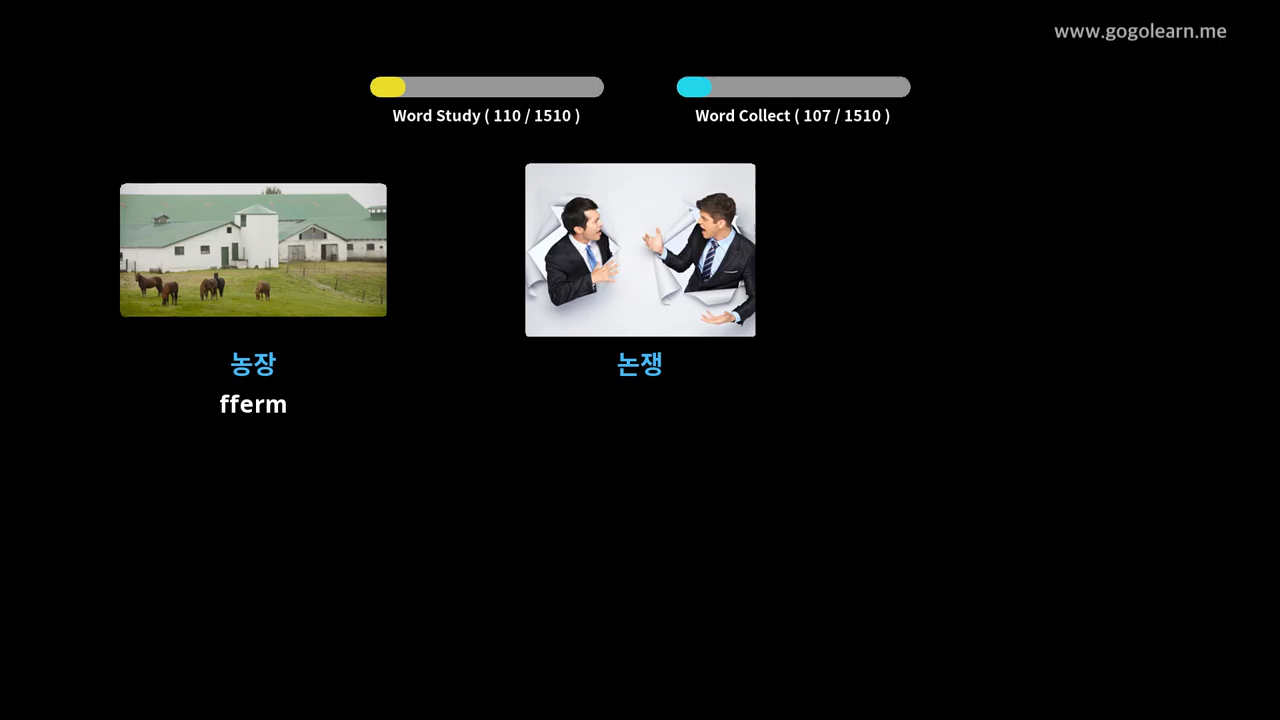 www.gogolearn.me
Word Study ( 110 / 1510 )
Word Collect ( 107 / 1510 )
농장
fferm
논쟁